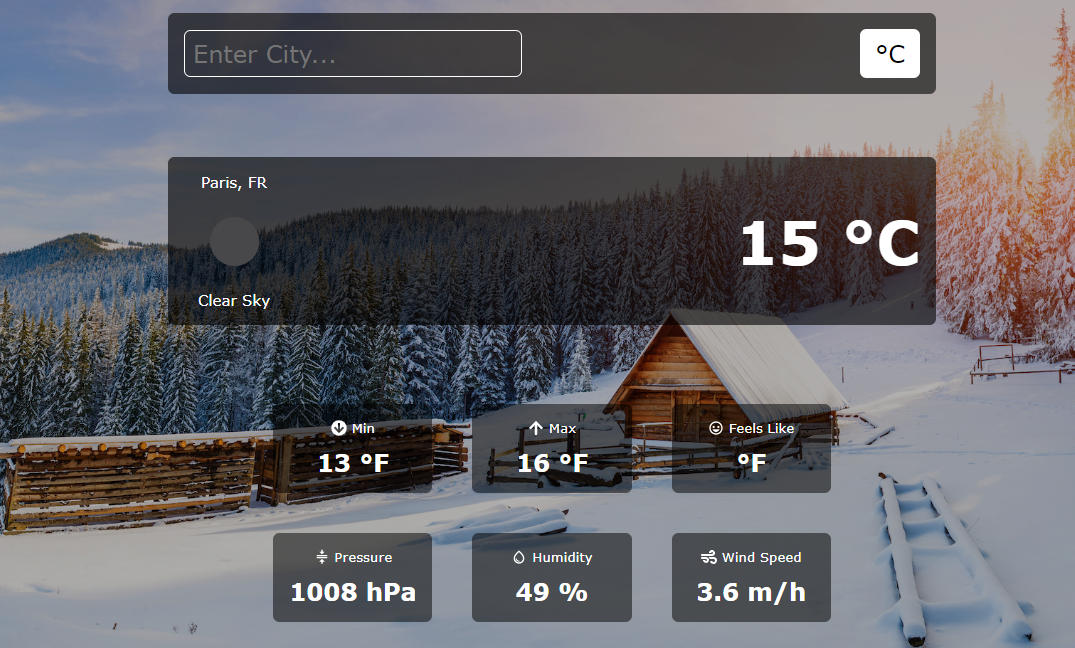 Enter City...
°C
Paris, FR
15 °C
Clear Sky
Min
13 °F
Max
16 °F
Feels Like
°F
Pressure
1008 hPa
Humidity
49 %
Wind Speed
3.6 m/h